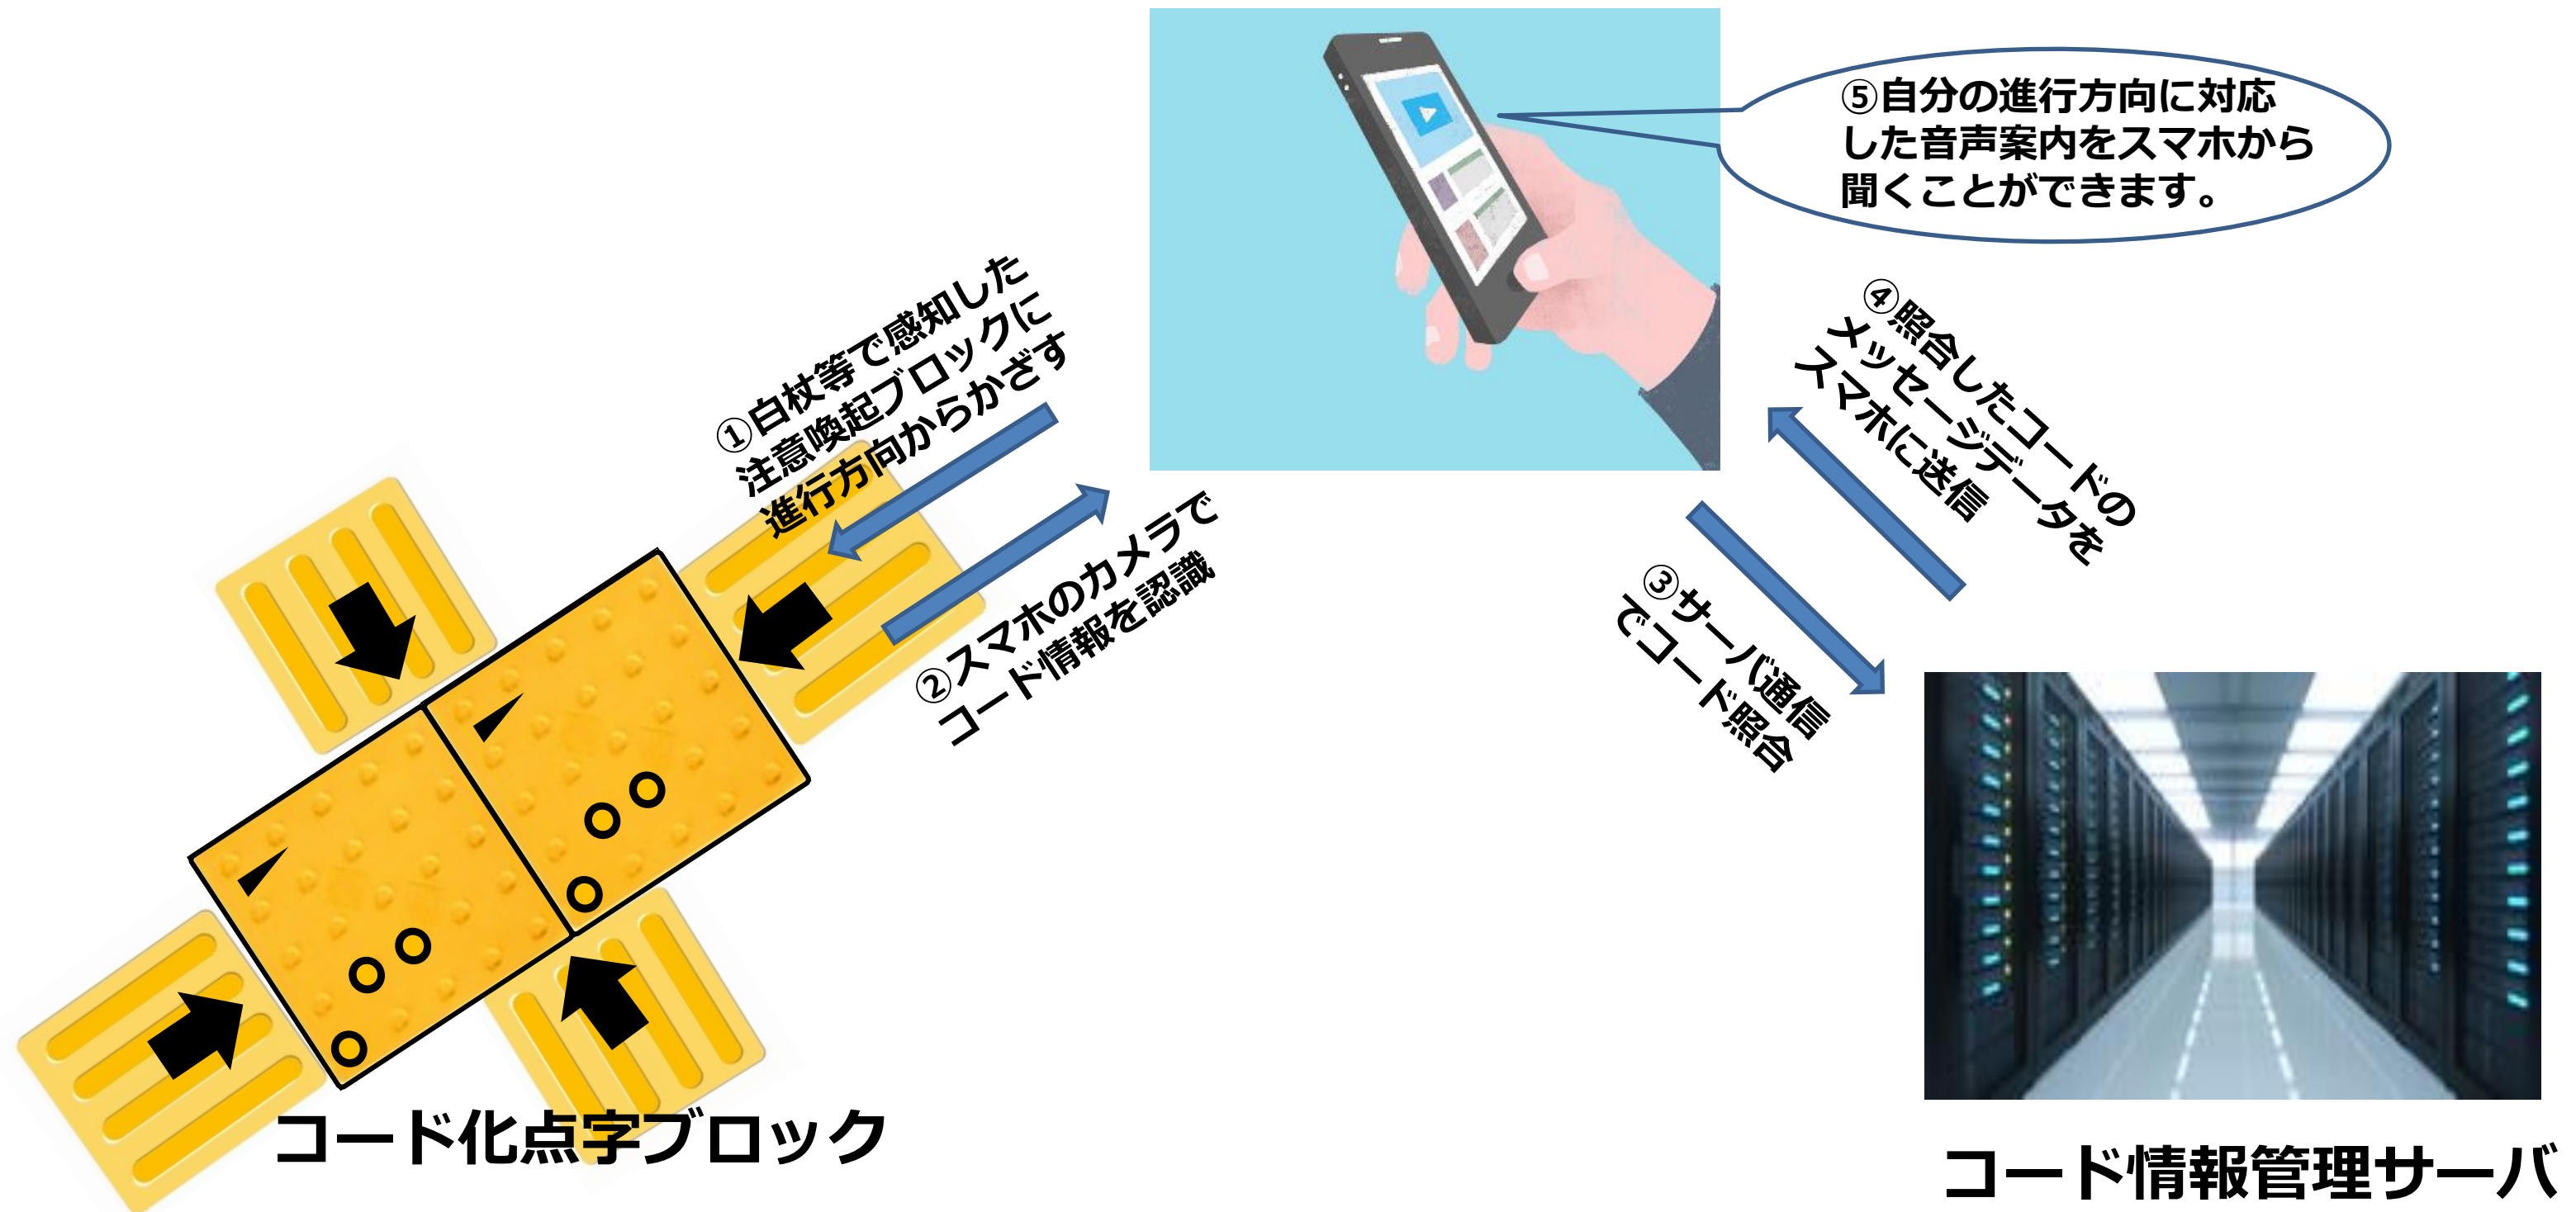 ①白杖等で感知した
注意喚起ブロックに
進行方向からかざす
②スマホのカメラで
コード情報を認識
③サーバ通信
でコード照合
④照合したコードの
メッセージデータを
スマホに送信
⑤自分の進行方向に対応
した音声案内をスマホから
聞くことができます。
コード化点字ブロック
コード情報管理サーバ